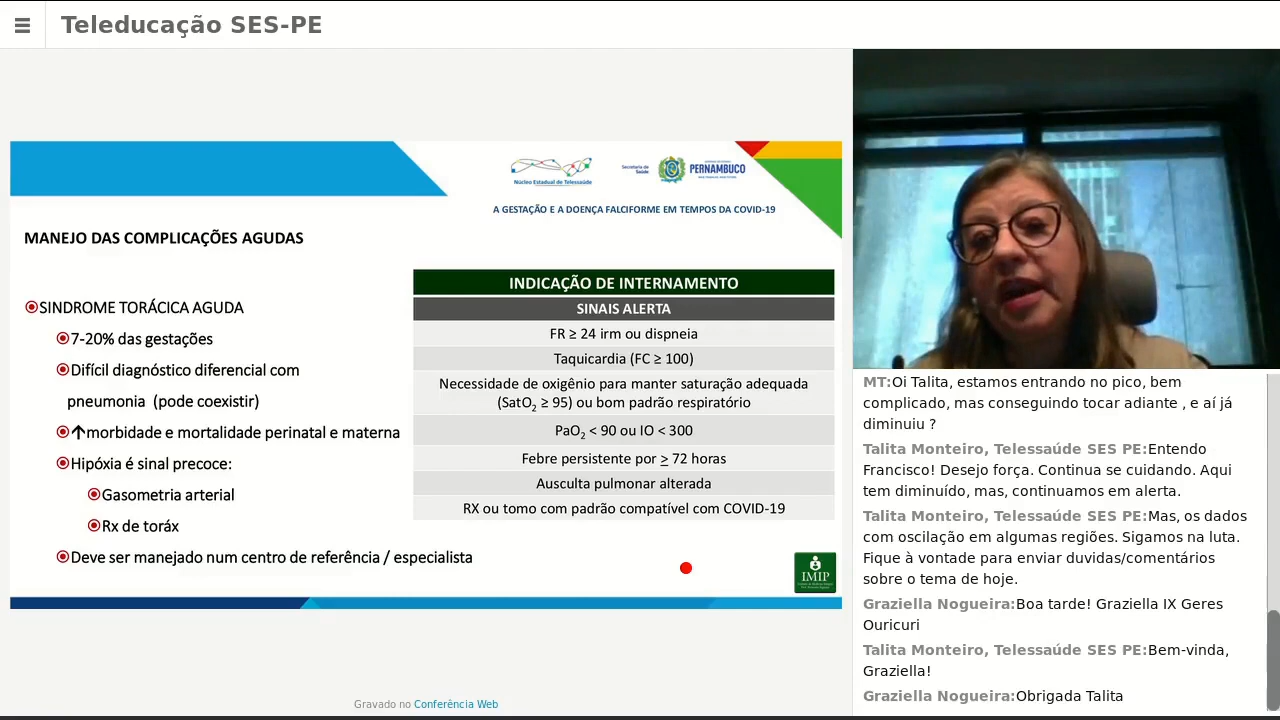 Teleducação SES-PE
Núcleo Estadual de Telessaúde
Secretaria de
Saúde
PERNAMBUCO
A GESTAÇÃO E A DOENÇA FALCIFORME EM TEMPOS DA COVID-19
MANEJO DAS COMPLICAÇÕES AGUDAS
SINDROME TORÁCICA AGUDA
7-20% das gestações
Difícil diagnóstico diferencial com
pneumonia (pode coexistir)
↑morbidade e mortalidade perinatal e materna
Hipóxia é sinal precoce:
Gasometria arterial
Rx de toráx
Deve ser manejado num centro de referência / especialista
INDICAÇÃO DE INTERNAMENTO
SINAIS ALERTA
FR ≥ 24 irm ou dispneia
Taquicardia (FC ≥ 100)
Necessidade de oxigênio para manter saturação adequada
(SatO₂ ≥ 95) ou bom padrão respiratório
PaO₂ < 90 ou IO < 300
Febre persistente por ≥ 72 horas
Ausculta pulmonar alterada
RX ou tomo com padrão compatível com COVID-19
IMIP
Gravado no Conferência Web
MT:Oi Talita, estamos entrando no pico, bem
complicado, mas conseguindo tocar adiante , e aí já
diminuiu ?
Talita Monteiro, Telessaúde SES PE:Entendo
Francisco! Desejo força. Continua se cuidando. Aqui
tem diminuído, mas, continuamos em alerta.
Talita Monteiro, Telessaúde SES PE:Mas, os dados
com oscilação em algumas regiões. Sigamos na luta.
Fique à vontade para enviar duvidas/comentários
sobre o tema de hoje.
Graziella Nogueira:Boa tarde! Graziella IX Geres
Ouricuri
Talita Monteiro, Telessaúde SES PE:Bem-vinda,
Graziella!
Graziella Nogueira:Obrigada Talita